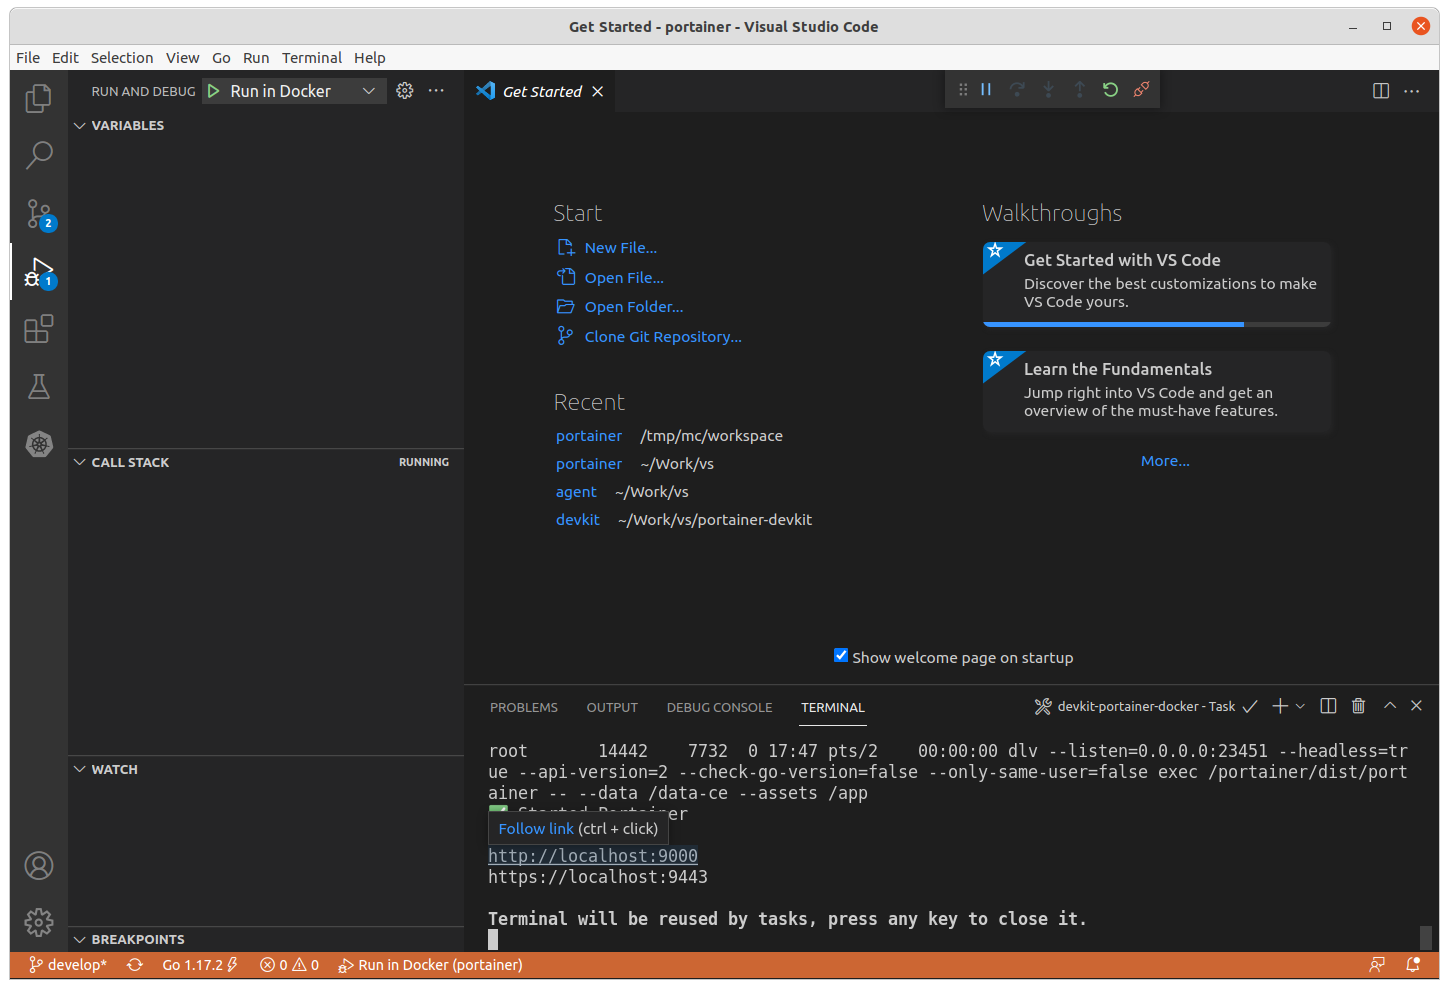 Get Started - portainer - Visual Studio Code
File Edit Selection View Go Run Terminal Help
RUN AND DEBUG Run in Docker
Get Started
VARIABLES
2
1
CALL STACK RUNNING
WATCH
BREAKPOINTS
Start
New File...
Open File...
Open Folder...
Clone Git Repository...
Recent
portainer /tmp/mc/workspace
portainer ~/Work/vs
agent ~/Work/vs
devkit ~/Work/vs/portainer-devkit
Walkthroughs
Get Started with VS Code
Discover the best customizations to make
VS Code yours.
Learn the Fundamentals
Jump right into VS Code and get an
overview of the must-have features.
More...
Show welcome page on startup
PROBLEMS OUTPUT DEBUG CONSOLE TERMINAL devkit-portainer-docker - Task
root 14442 7732 0 17:47 pts/2 00:00:00 dlv --listen=0.0.0.0:23451 --headless=tr
ue --api-version=2 --check-go-version=false --only-same-user=false exec /portainer/dist/port
ainer -- --data /data-ce --assets /app
✅ Started Portainer
Follow link (ctrl + click)
http://localhost:9000
https://localhost:9443
Terminal will be reused by tasks, press any key to close it.
develop* Go 1.17.2 0 0 Run in Docker (portainer)